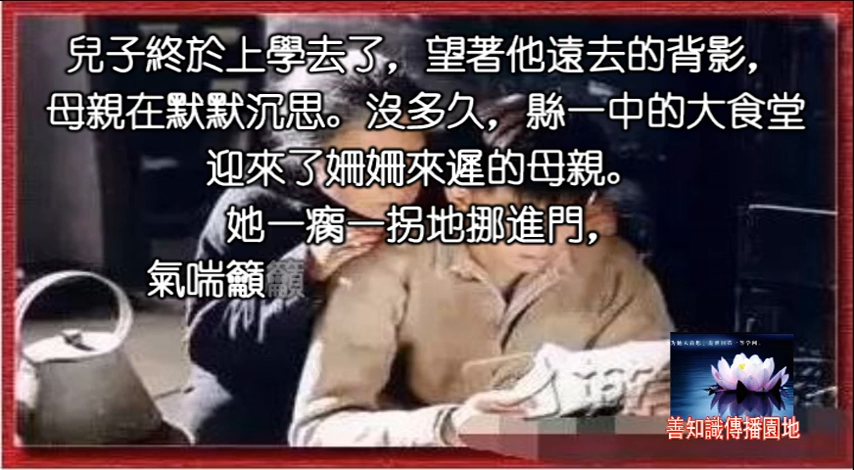 兒子終於上學去了，望著他遠去的背影，
母親在默默沉思。沒多久，縣一中的大食堂
迎來了姍姍來遲的母親。
她一瘸一拐地挪進門，
氣喘籲籲
善知識傳播園地